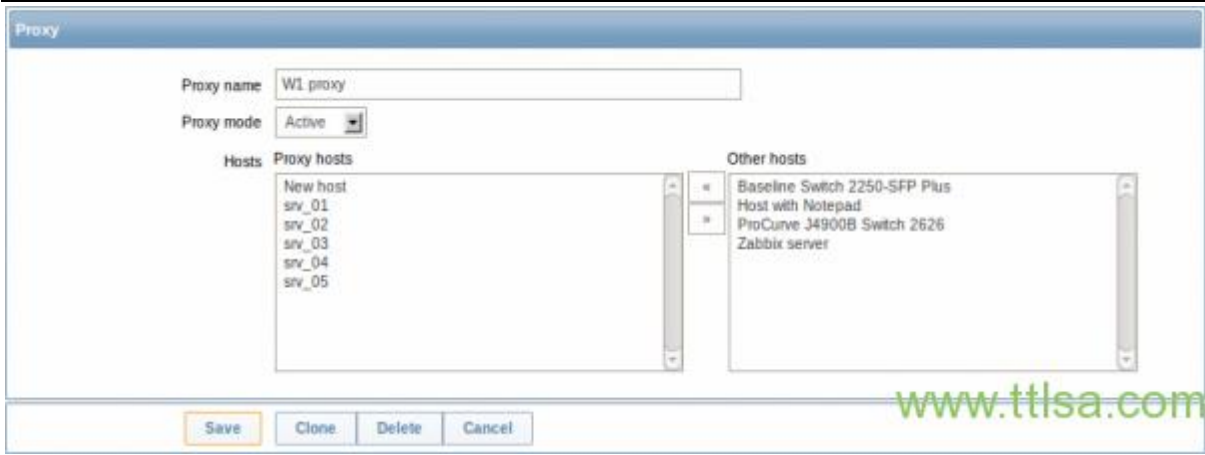 Proxy
Proxy name W1 proxy
Proxy mode Active
Hosts Proxy hosts Other hosts
New host
srv_01
srv_02
srv_03
srv_04
srv_05
«
»
Baseline Switch 2250-SFP Plus
Host with Notepad
ProCurve J4900B Switch 2626
Zabbix server
www.ttlsa.com
Save Clone Delete Cancel